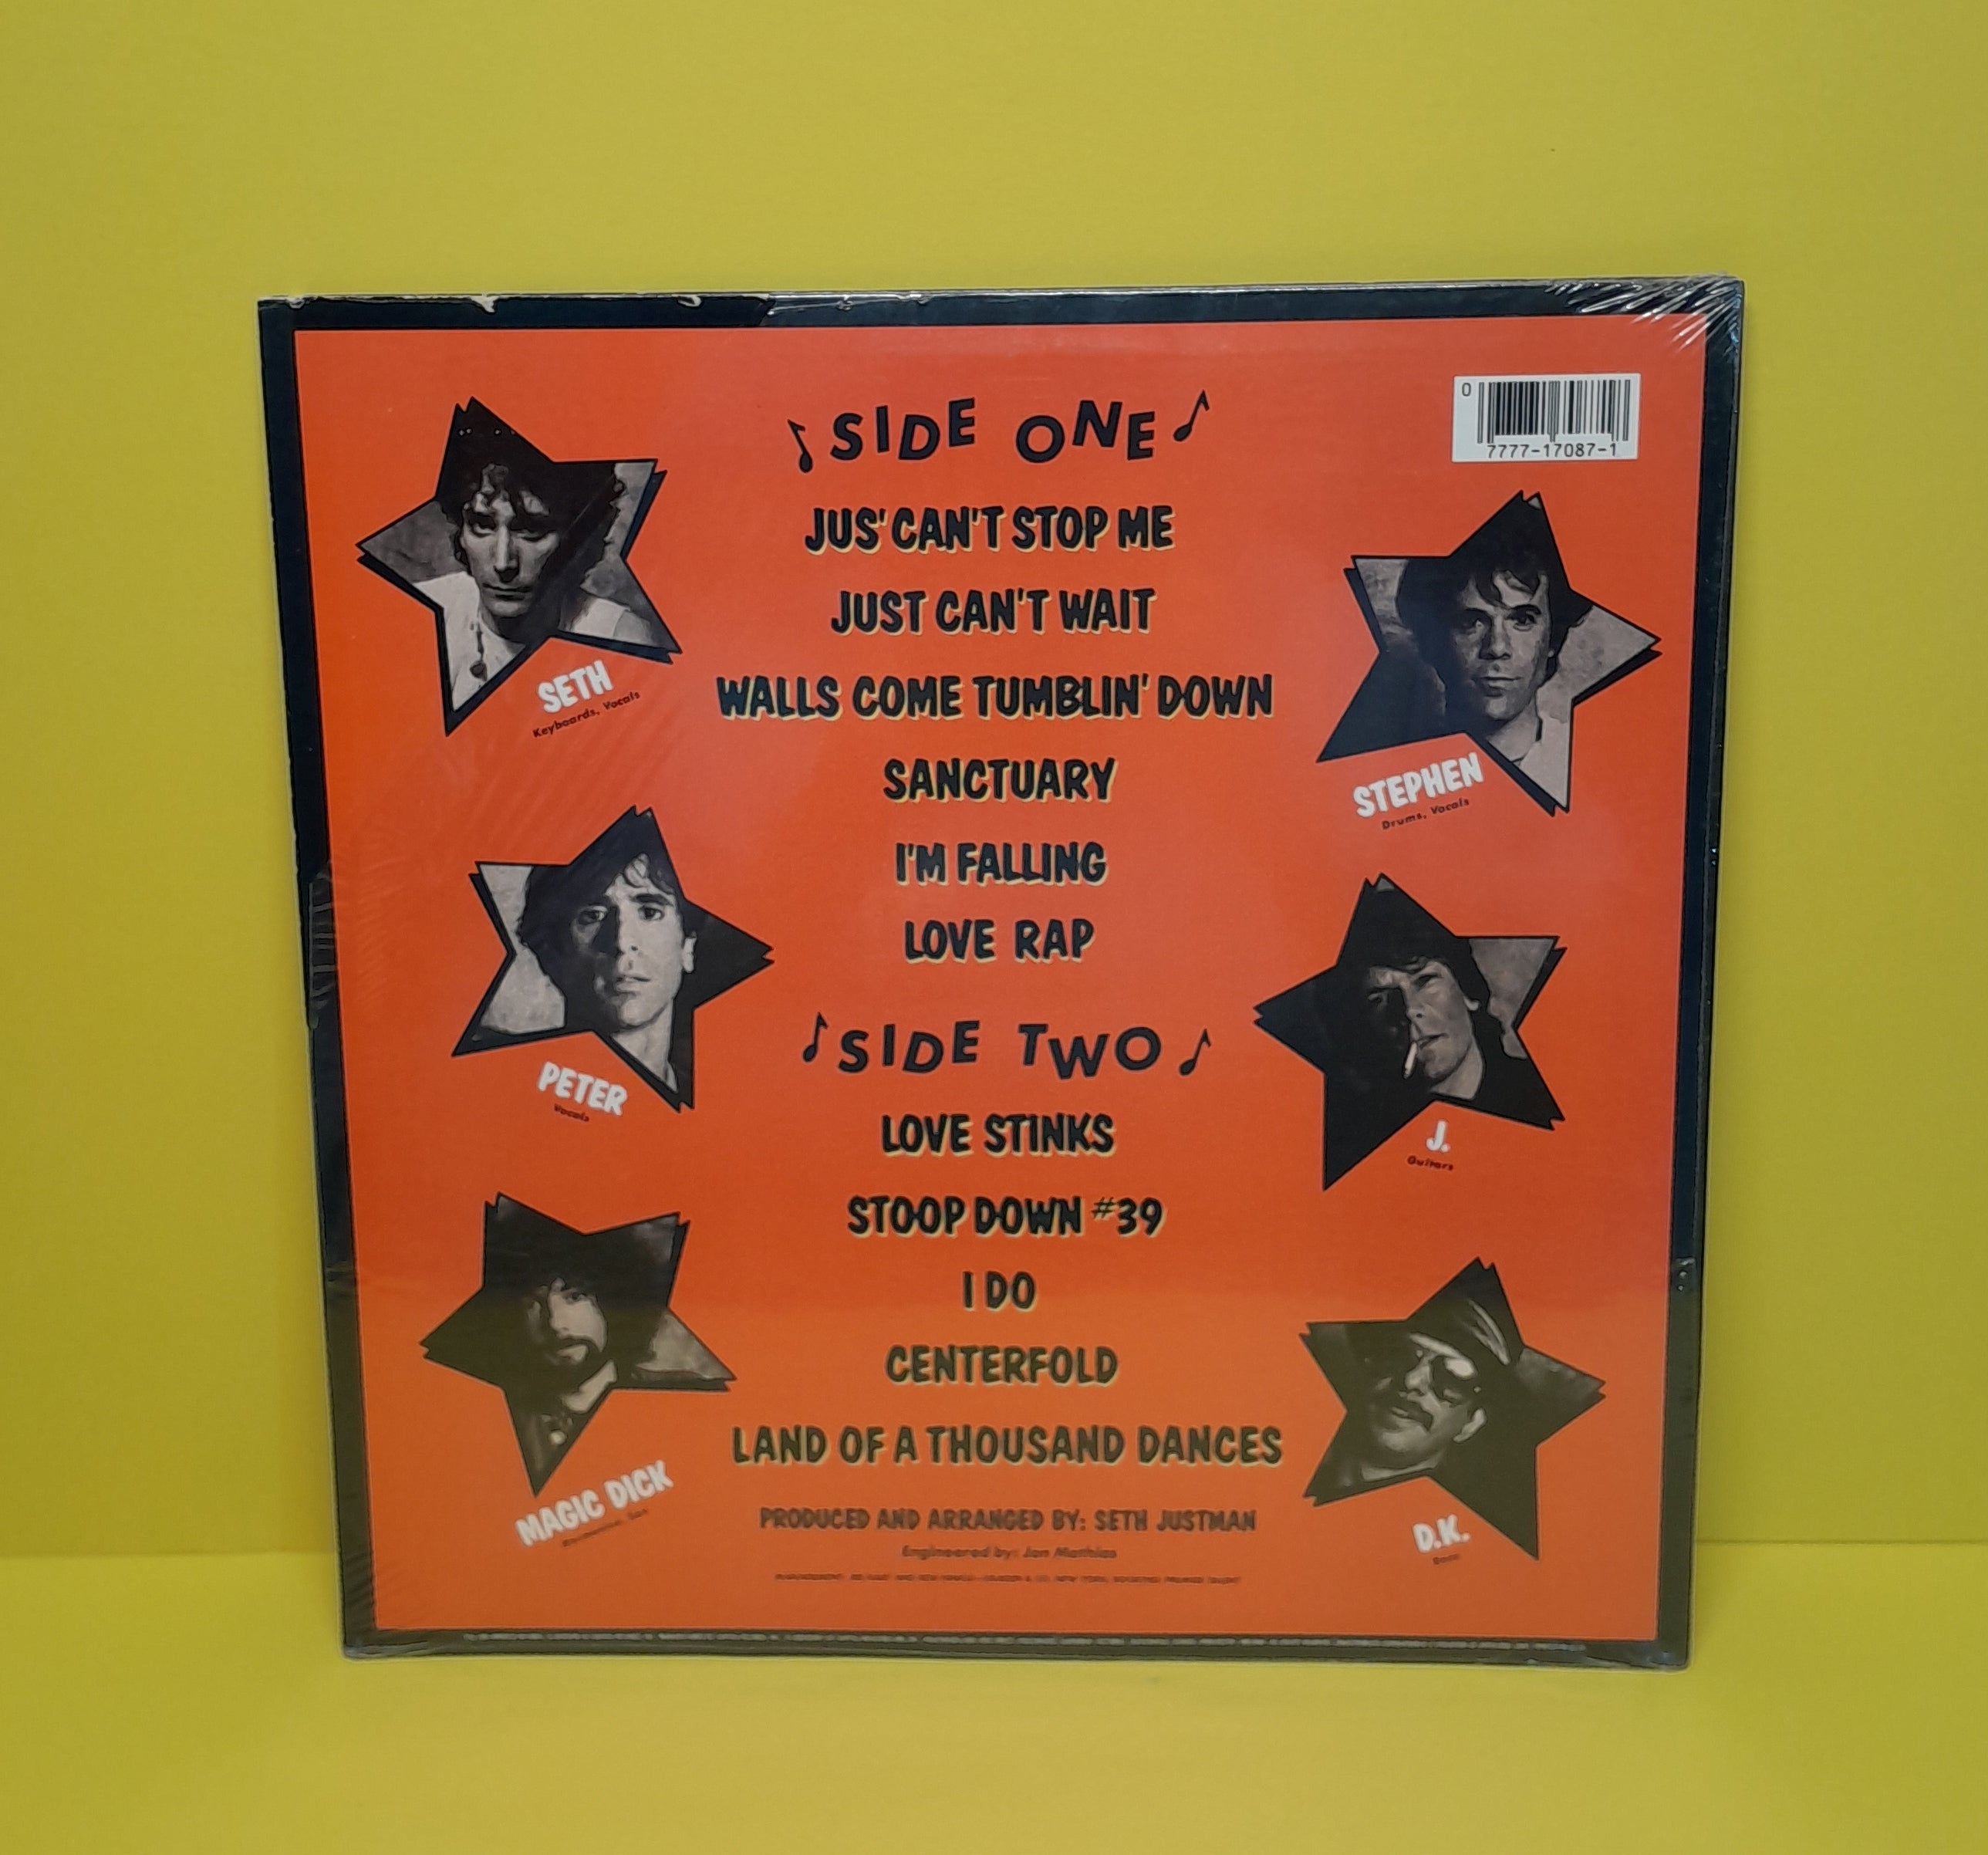 SIDE ONE
0
7777-17087-1
JUS' CAN'T STOP ME
JUST CAN'T WAIT
WALLS COME TUMBLIN' DOWN
SANCTUARY
I'M FALLING
LOVE RAP
SETH
Keyboards, Vocals
STEPHEN
Drums, Vocals
PETER
Vocals
J.
Guitars
SIDE TWO
LOVE STINKS
STOOP DOWN #39
I DO
CENTERFOLD
LAND OF A THOUSAND DANCES
MAGIC DICK
D.K.
Bass
PRODUCED AND ARRANGED BY: SETH JUSTMAN
Engineered by: Jon Mathias